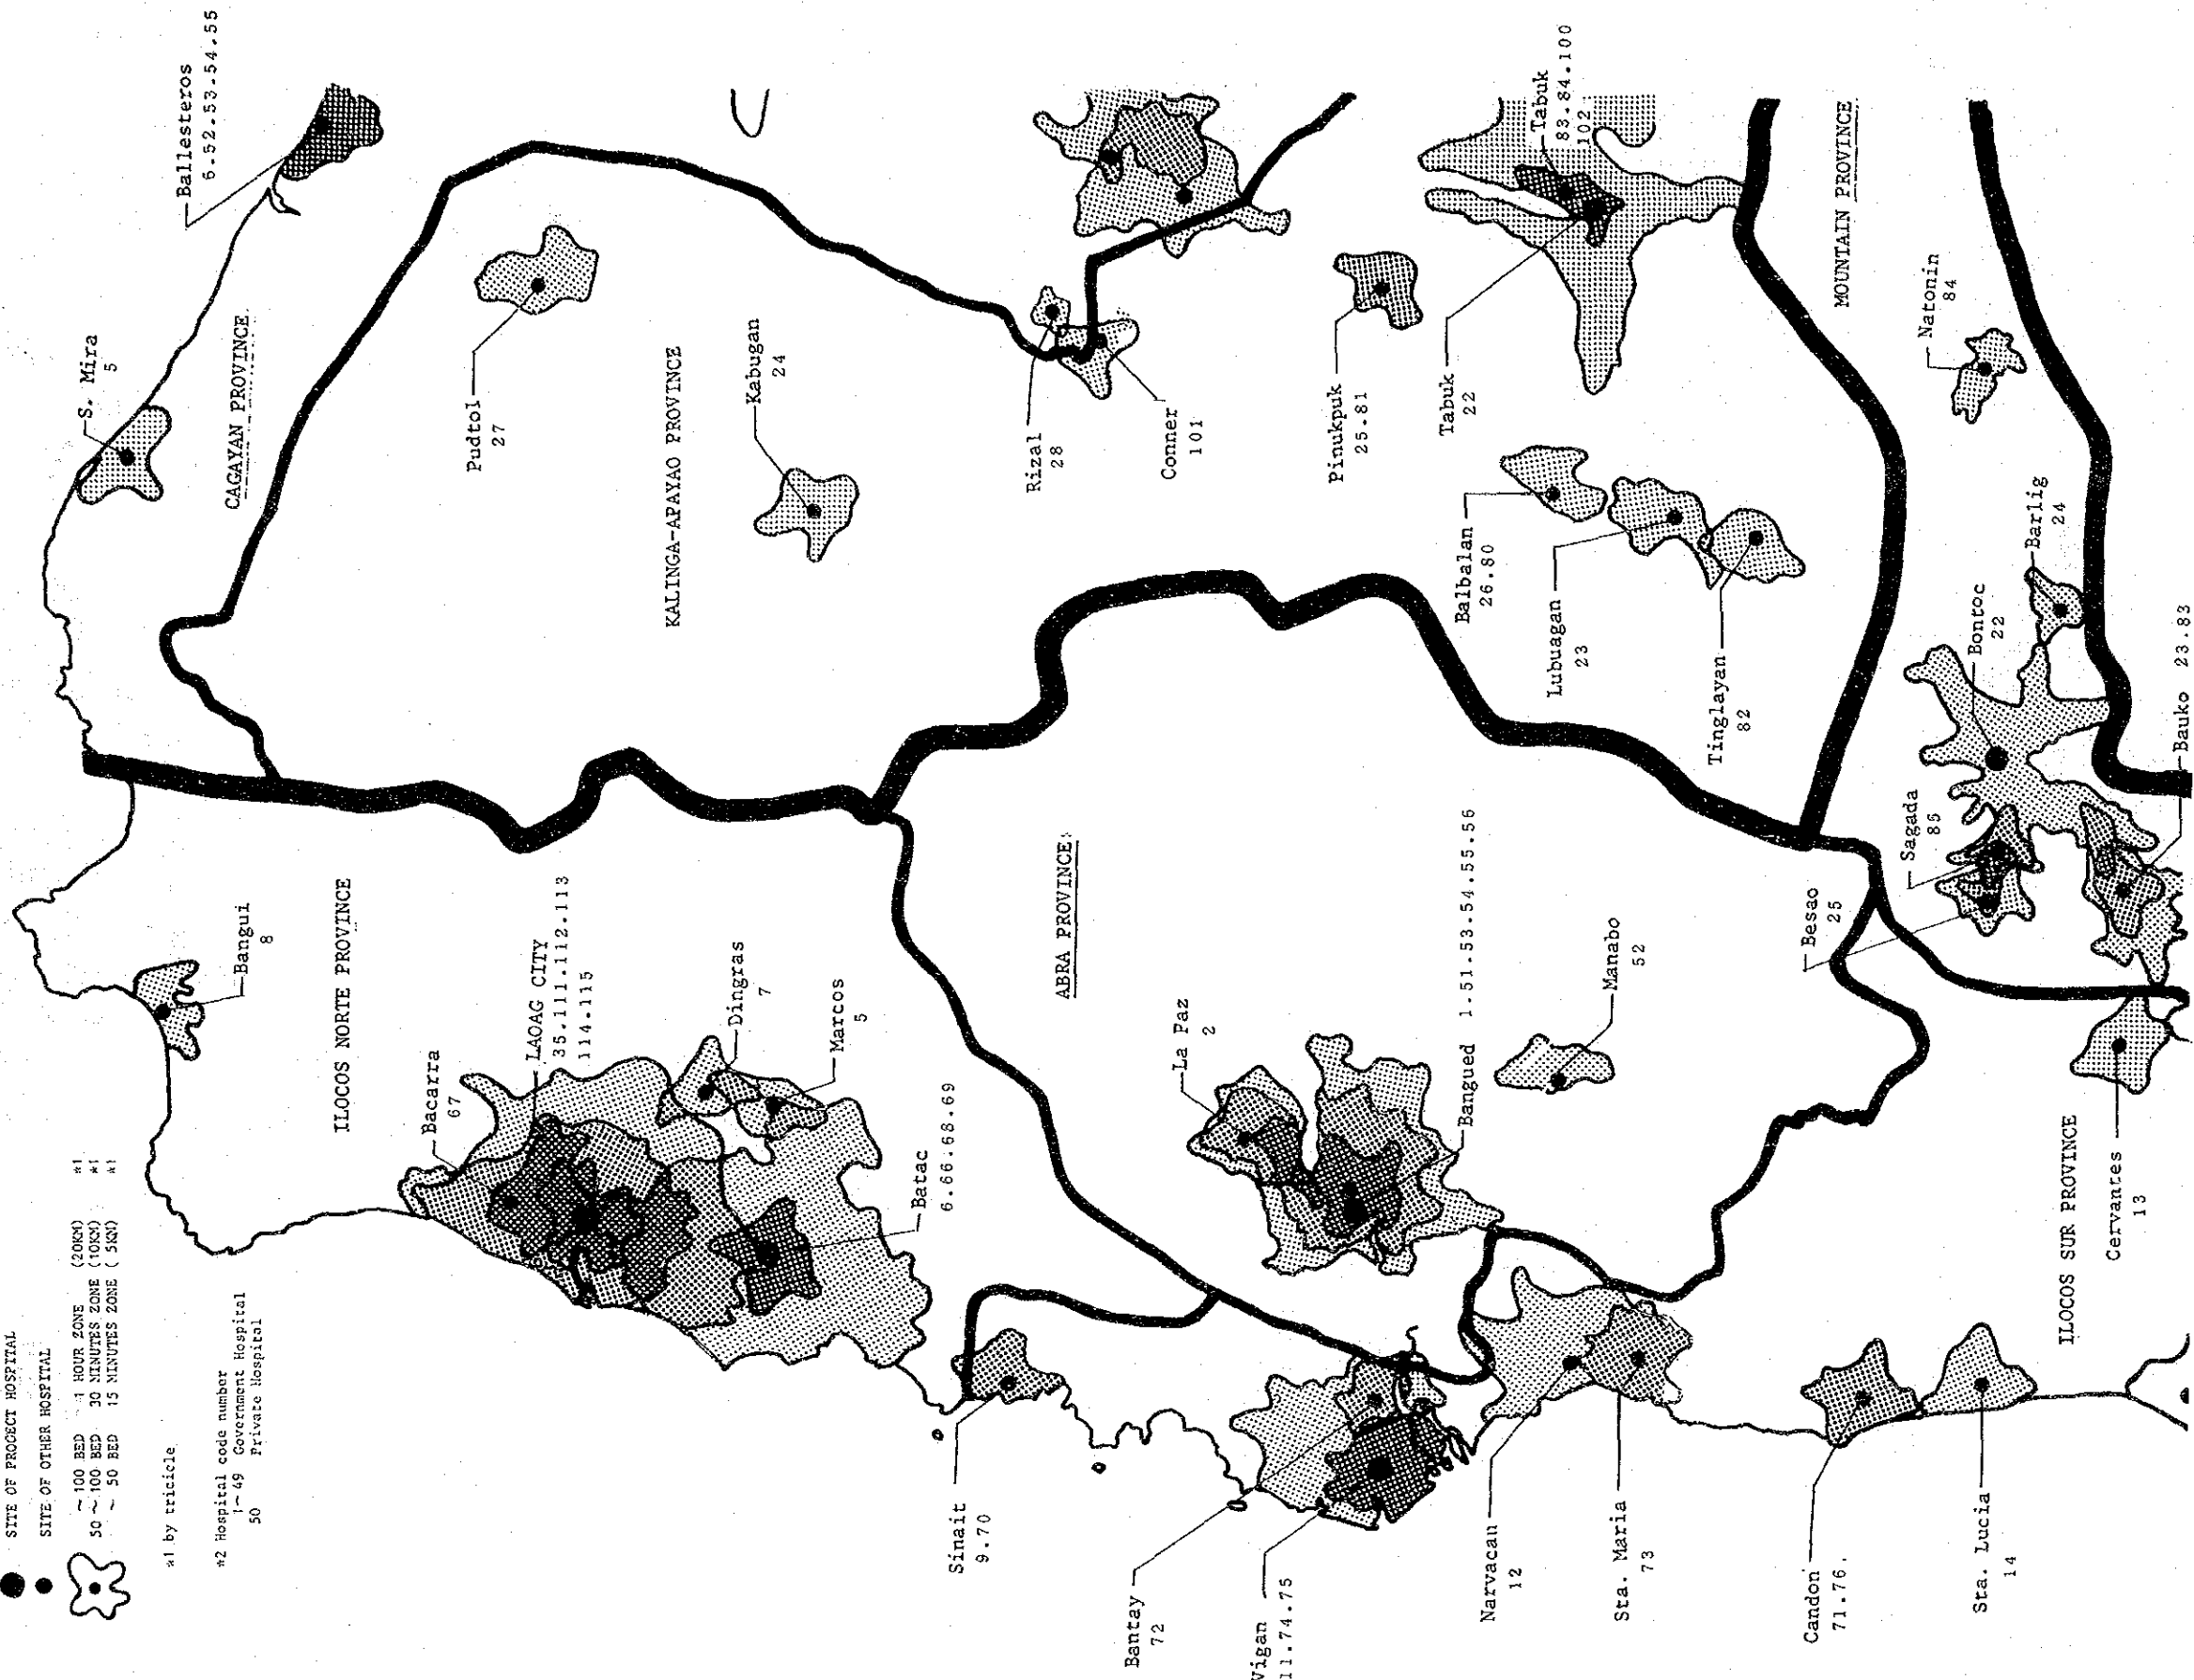 SITE OF PROGECT HOSPITAL
SITE OF OTHER HOSPITAL
~ 100 BED 1 HOUR ZONE (20KM) *1
50 ~ 100 BED 30 MINUTES ZONE (10KM) *1
~ 50 BED 15 MINUTES ZONE ( 5KM) *1
*1 by tricicle
*2 Hospital code number
1~49 Government Hospital
50 Private Hospital
Ballesteros
6.52.53.54.55
S. Mira
5
CAGAYAN PROVINCE
Pudtol
27
Kabugan
24
KALINGA-APAYAO PROVINCE
Rizal
28
Conner
101
Pinukpuk
25.81
Tabuk
22
Tabuk
83.84.100
102
Balbalan
26.80
Lubuagan
23
Tinglayan
82
MOUNTAIN PROVINCE
Natonin
84
Barlig
24
Bontoc
22
Bauko 23.83
Sagada
85
Besao
25
Bangui
8
ILOCOS NORTE PROVINCE
Bacarra
67
LAOAG CITY
35.111.112.113
114.115
Dingras
7
Marcos
5
Batac
6.66.68.69
ABRA PROVINCE
La Paz
2
Bangued 1-51.53.54.55.56
Manabo
52
Sinait
9.70
Bantay
72
Vigan
11.74.75
Narvacan
12
Sta. Maria
73
Candon
71.76.
Sta. Lucia
14
ILOCOS SUR PROVINCE
Cervantes
13